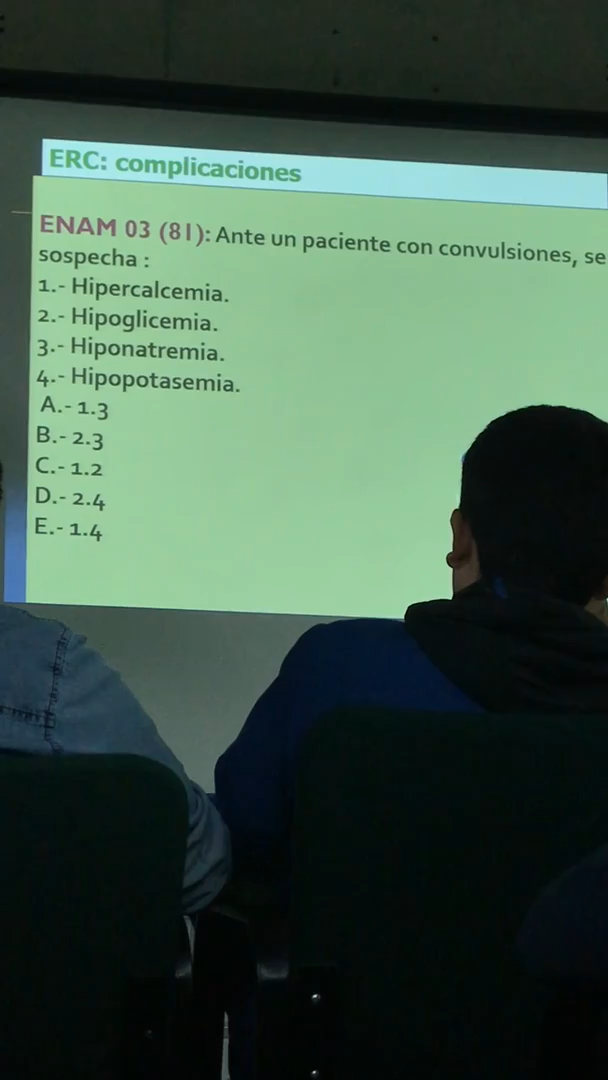 ERC: complicaciones
ENAM 03 (81): Ante un paciente con convulsiones, se
sospecha :
1.- Hipercalcemia.
2.- Hipoglicemia.
3.- Hiponatremia.
4.- Hipopotasemia.
A.- 1.3
B.- 2.3
C.- 1.2
D.- 2.4
E.- 1.4